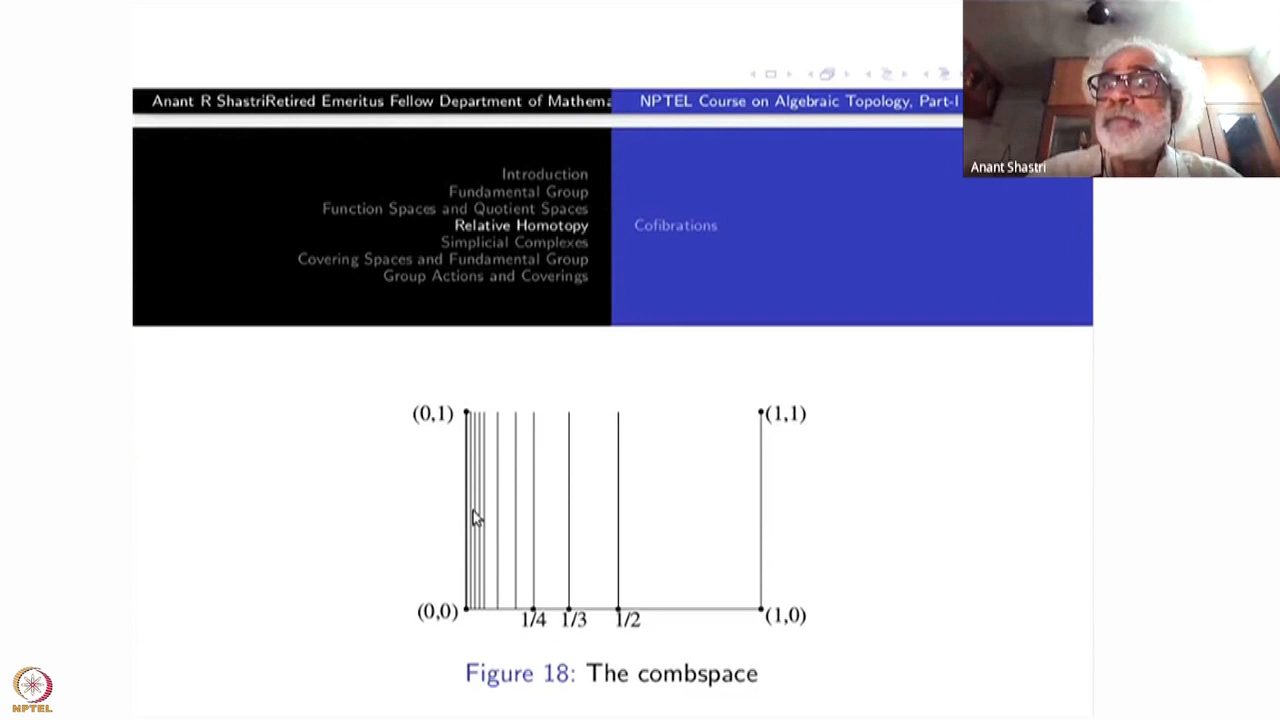 Anant R ShastriRetired Emeritus Fellow Department of Mathema
NPTEL Course on Algebraic Topology, Part-I
Anant Shastri
Introduction
Fundamental Group
Function Spaces and Quotient Spaces
Relative Homotopy
Simplicial Complexes
Covering Spaces and Fundamental Group
Group Actions and Coverings
Cofibrations
(0,1)
(1,1)
(0,0)
1/4 1/3 1/2
(1,0)
Figure 18: The combspace
NPTEL